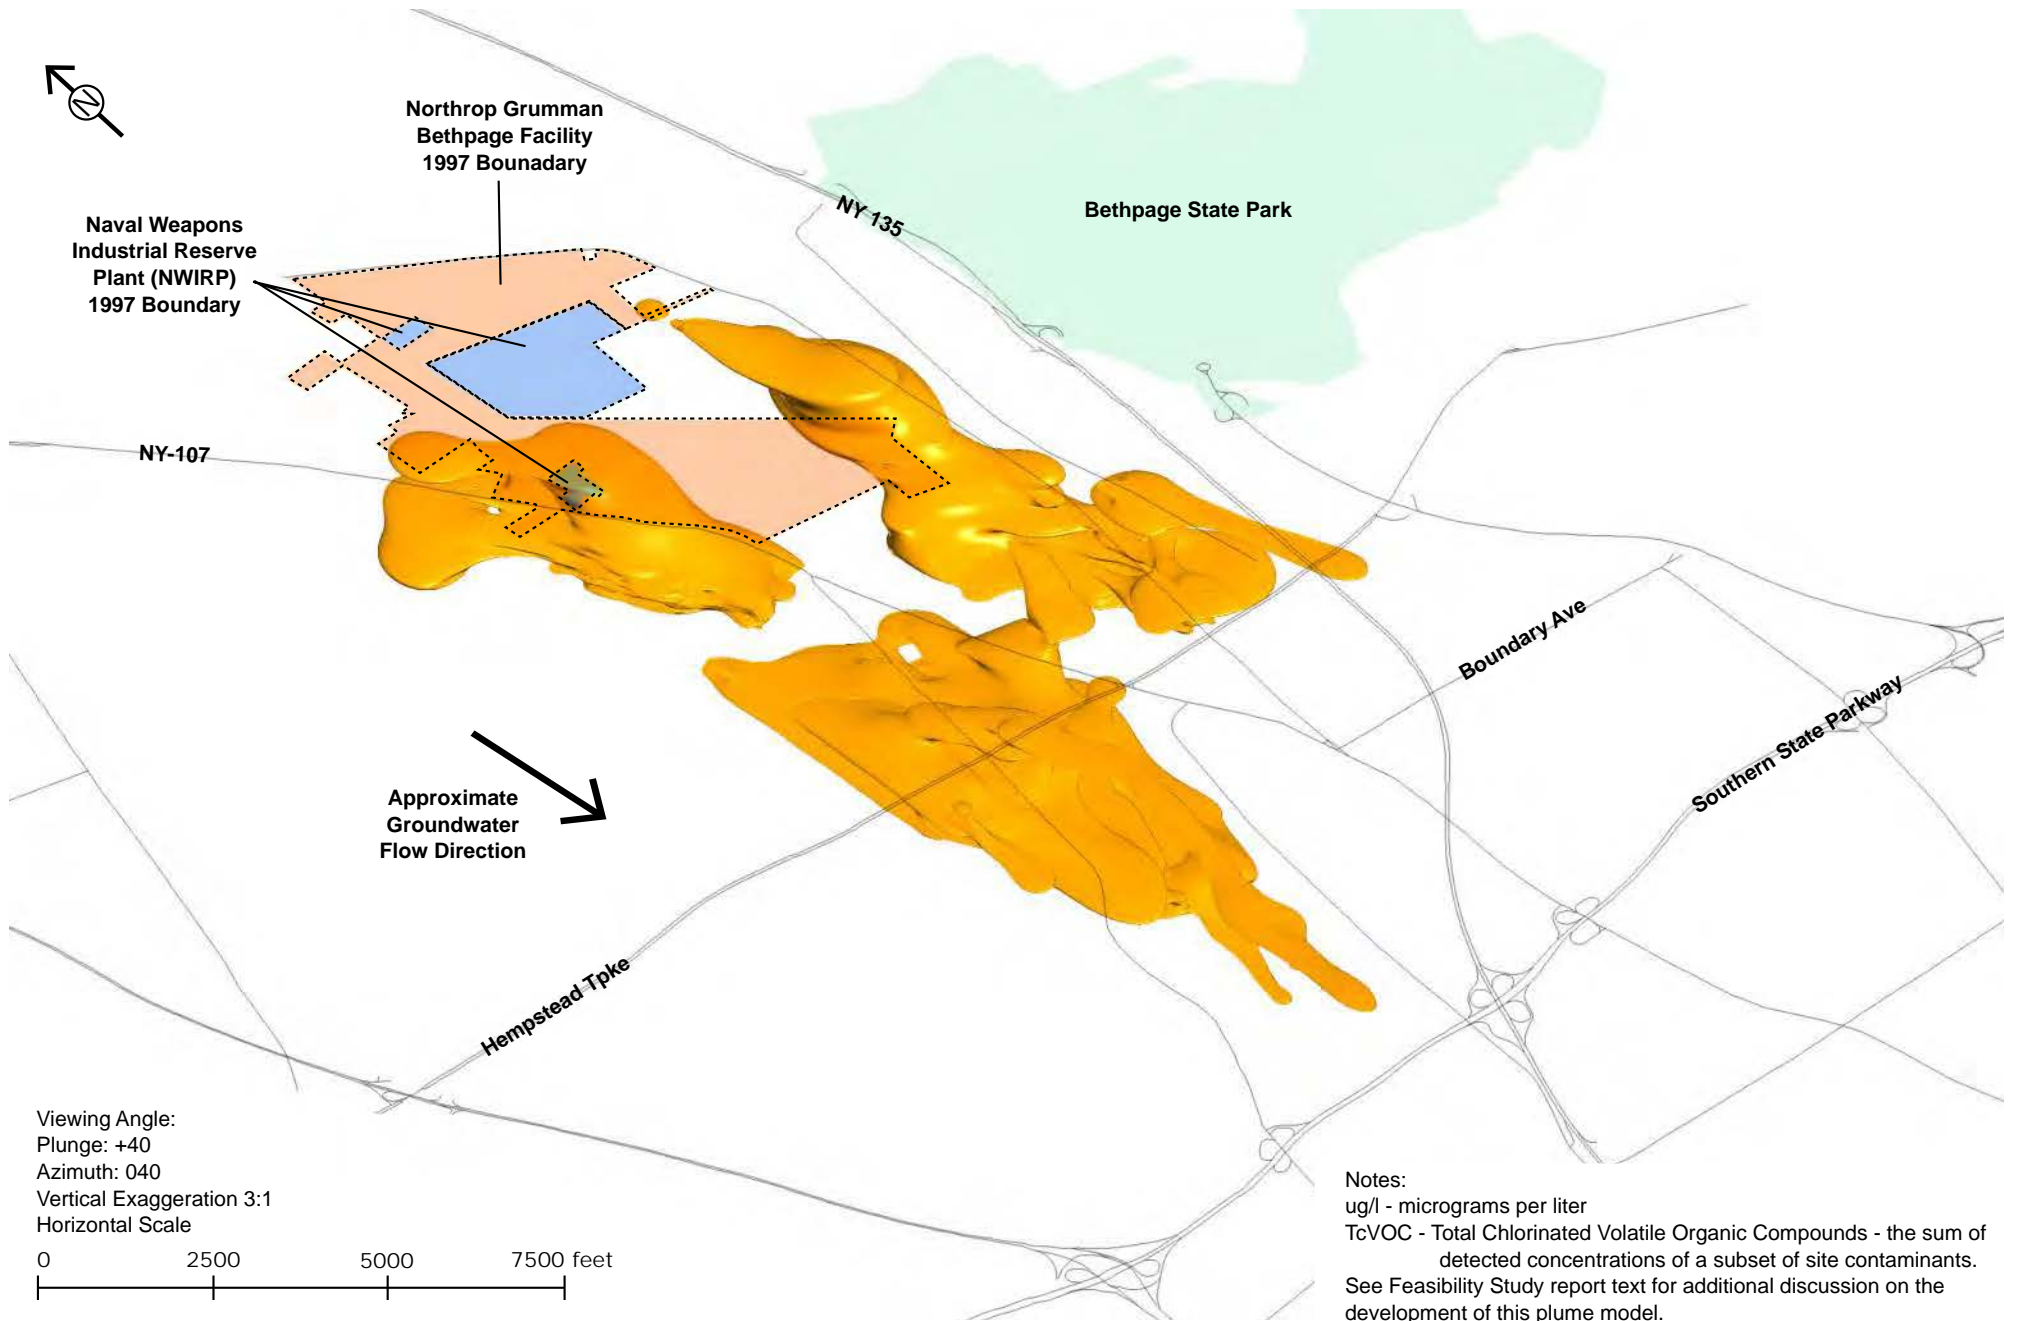 N
Northrop Grumman
Bethpage Facility
1997 Bounadary
Naval Weapons
Industrial Reserve
Plant (NWIRP)
1997 Boundary
NY 135
Bethpage State Park
NY-107
Boundary Ave
Southern State Parkway
Approximate
Groundwater
Flow Direction
Hempstead Tpke
Viewing Angle:
Plunge: +40
Azimuth: 040
Vertical Exaggeration 3:1
Horizontal Scale
0 2500 5000 7500 feet
Notes:
ug/l - micrograms per liter
TcVOC - Total Chlorinated Volatile Organic Compounds - the sum of
detected concentrations of a subset of site contaminants.
See Feasibility Study report text for additional discussion on the
development of this plume model.